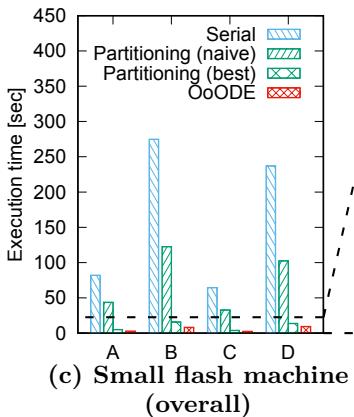 450
400
350
300
250
200
150
100
50
0
Execution time [sec]
Serial
Partitioning (naive)
Partitioning (best)
OoODE
A B C D
(c) Small flash machine
(overall)